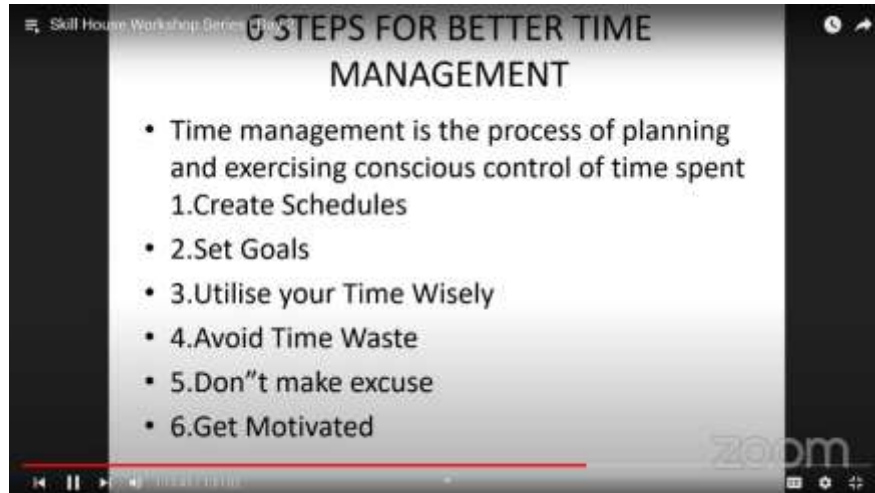 Skill House Workshop Series
6 STEPS FOR BETTER TIME
MANAGEMENT
• Time management is the process of planning
and exercising conscious control of time spent
1.Create Schedules
• 2.Set Goals
• 3.Utilise your Time Wisely
• 4.Avoid Time Waste
• 5.Don"t make excuse
• 6.Get Motivated
zoom